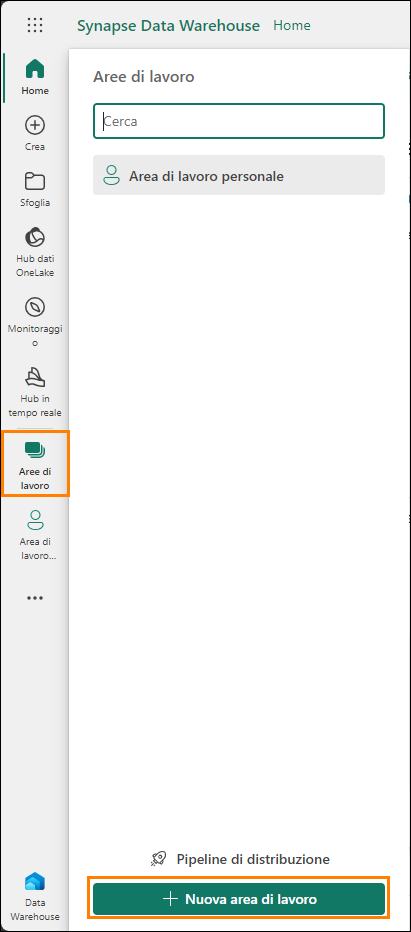 Synapse Data Warehouse Home
Home
Crea
Sfoglia
Hub dati
OneLake
Monitoraggi
o
Hub in
tempo reale
Aree di
lavoro
Area di
lavoro...
Data
Warehouse
Aree di lavoro
Cerca
Area di lavoro personale
Pipeline di distribuzione
Nuova area di lavoro